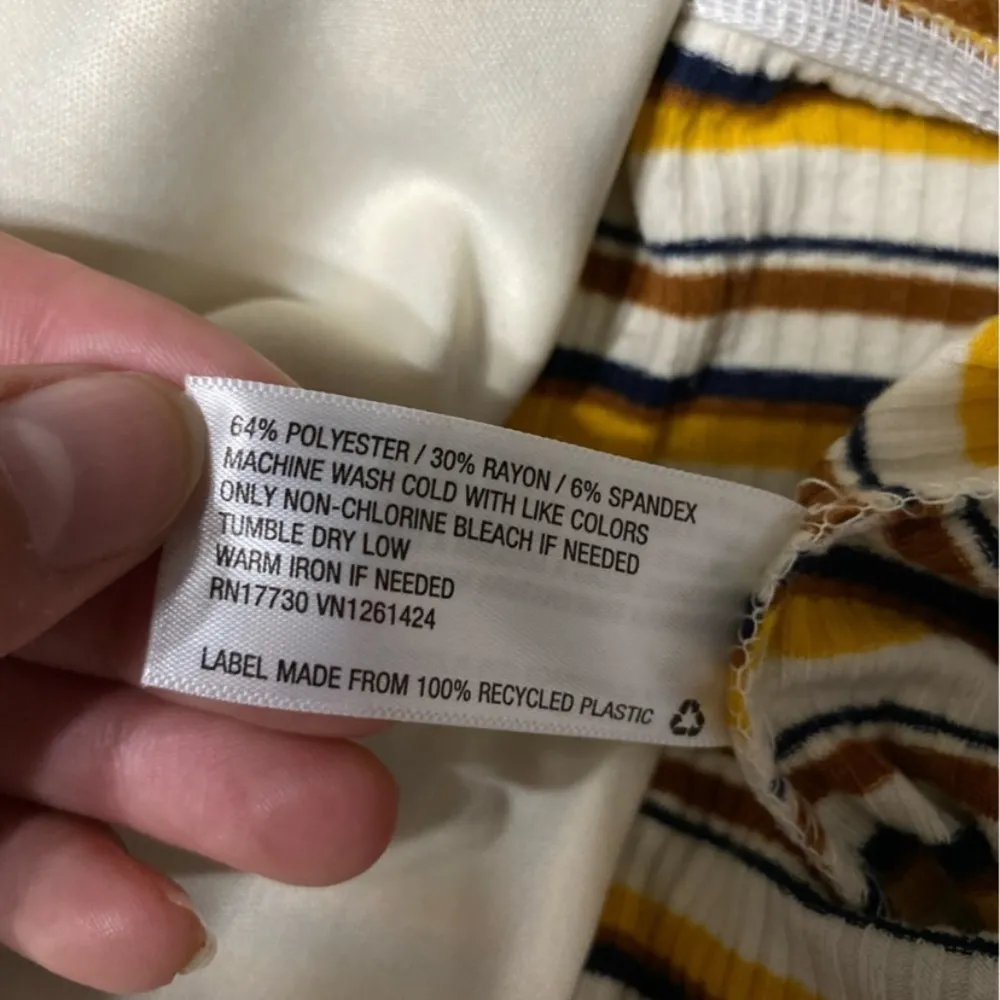 64% POLYESTER / 30% RAYON / 6% SPANDEX
MACHINE WASH COLD WITH LIKE COLORS
ONLY NON-CHLORINE BLEACH IF NEEDED
TUMBLE DRY LOW
WARM IRON IF NEEDED
RN17730 VN1261424
LABEL MADE FROM 100% RECYCLED PLASTIC